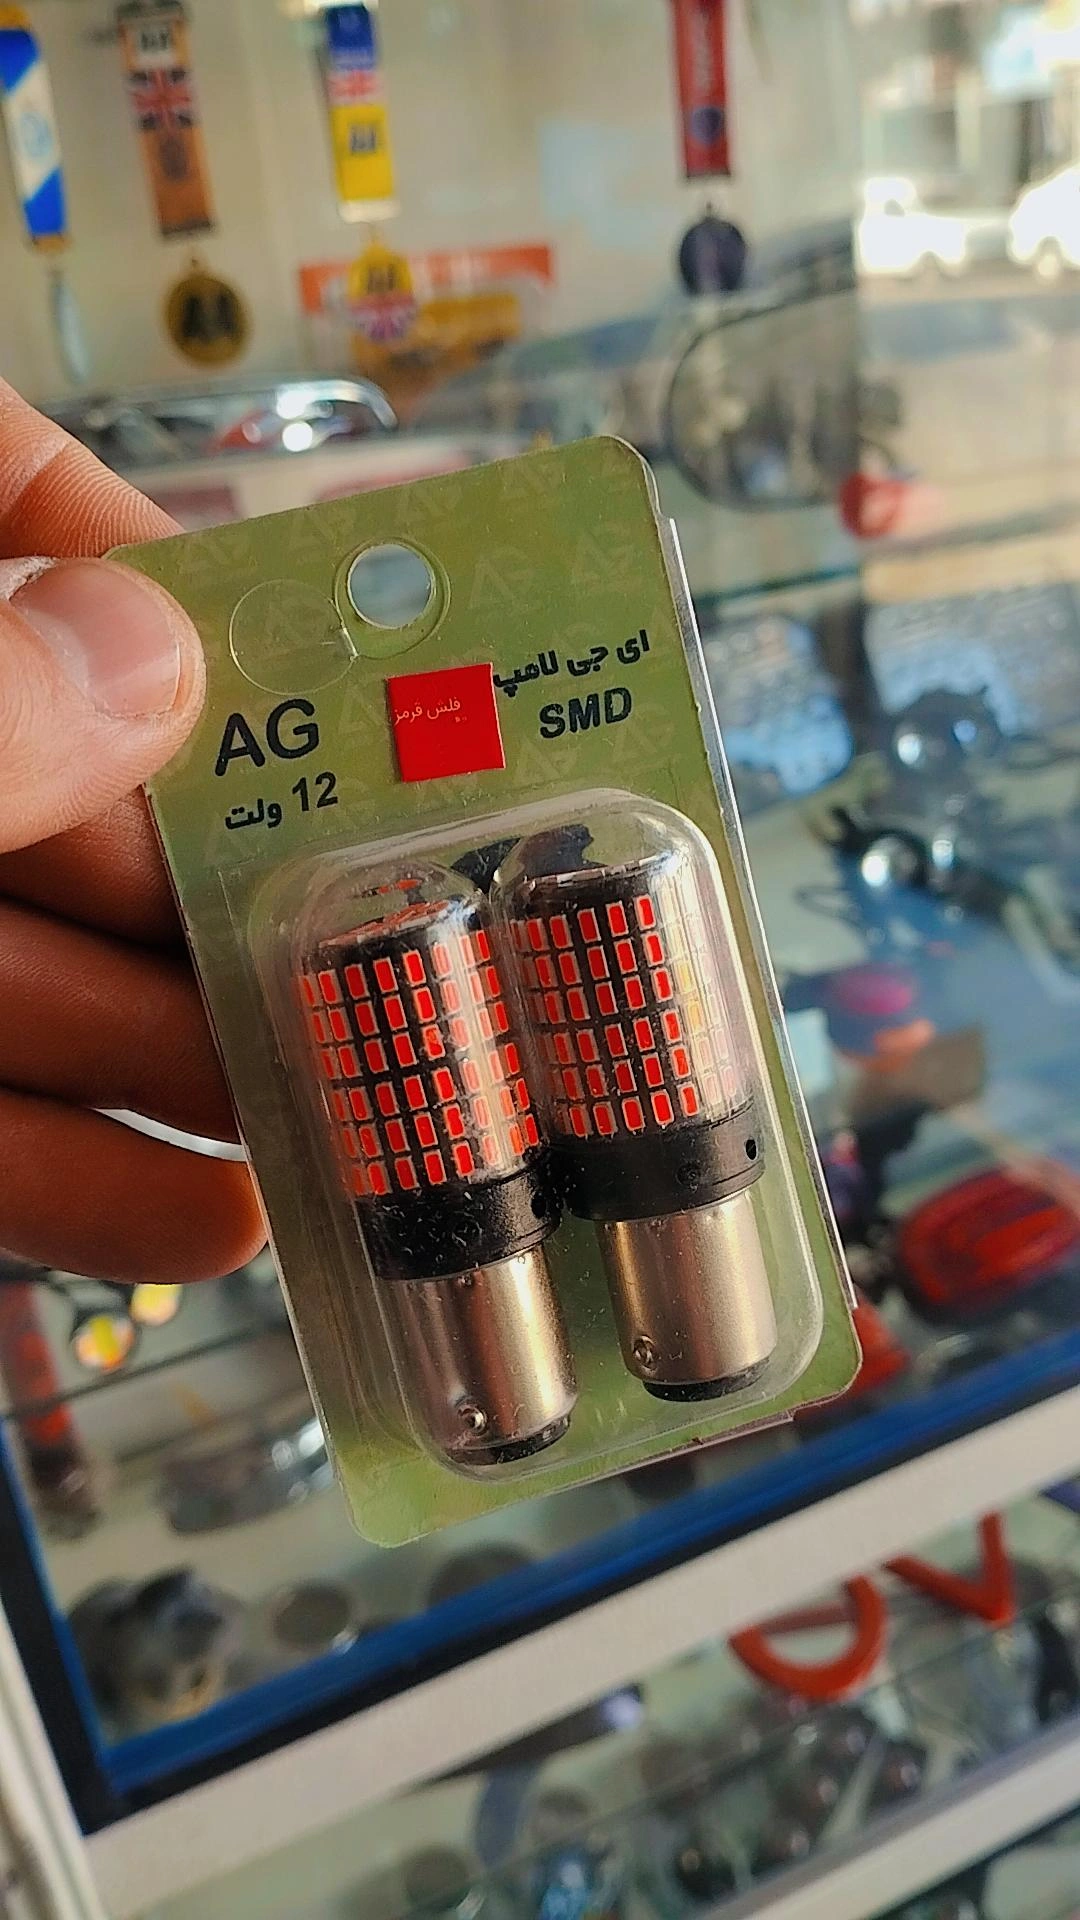 ای جی لامپ
SMD
فلش قرمز
AG
12 ولت